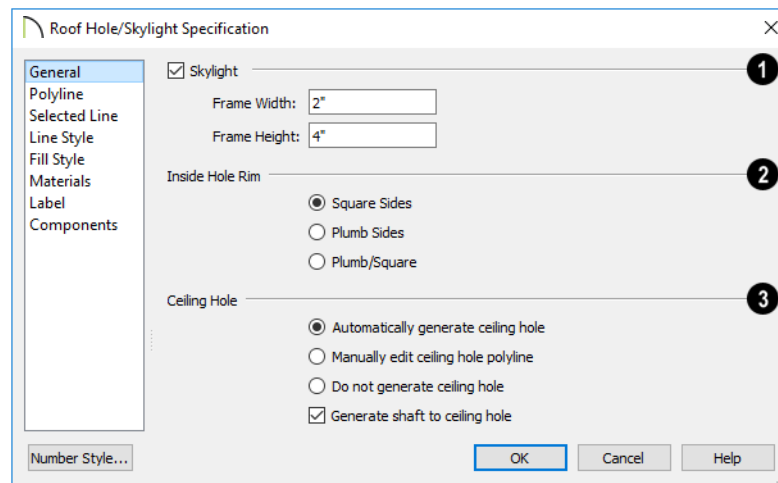 Roof Hole/Skylight Specification
General
Polyline
Selected Line
Line Style
Fill Style
Materials
Label
Components
Skylight
1
Frame Width: 2"
Frame Height: 4"
Inside Hole Rim
2
Square Sides
Plumb Sides
Plumb/Square
Ceiling Hole
3
Automatically generate ceiling hole
Manually edit ceiling hole polyline
Do not generate ceiling hole
Generate shaft to ceiling hole
Number Style...
OK
Cancel
Help